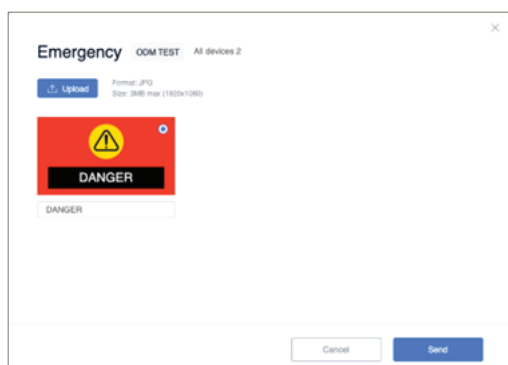 Emergency ODM TEST All devices 2
Upload
Format: JPG
Size: 3MB max (1920x1080)
DANGER
DANGER
Cancel Send